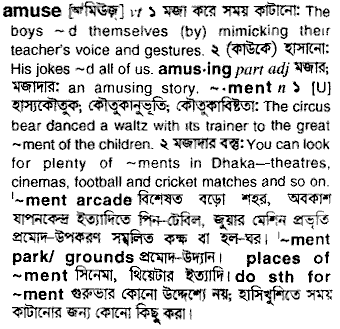 amuse [অ্যামিউজ়] vt ১ মজা করে সময় কাটানো: The
boys ~d themselves (by) mimicking their
teacher's voice and gestures. ২ (কাউকে) হাসানো:
His jokes ~d all of us. amus·ing part adj মজার;
মজাদার: an amusing story. ~·ment n ১ [U]
হাস্যকৌতুক; কৌতুকানুভূতি; কৌতুকাবিষ্টতা: The circus
bear danced a waltz with its trainer to the great
~ment of the children. ২ মজাদার বস্তু: You can look
for plenty of ~ments in Dhaka—theatres,
cinemas, football and cricket matches and so on.
'~ment arcade বিশেষত বড়ো শহর, অবকাশ
যাপনকেন্দ্র ইত্যাদিতে পিন-টেবিল, জুয়ার মেশিন প্রভৃতি
প্রমোদ-উপকরণ সম্বলিত কক্ষ বা হল-ঘর। '~ment
park/ grounds প্রমোদ-উদ্যান। places of
~ment সিনেমা, থিয়েটার ইত্যাদি। do sth for
~ment গুরুভার কোনো উদ্দেশ্যে নয়; হাসিখুশিতে সময়
কাটানোর জন্য কোনো কিছু করা।